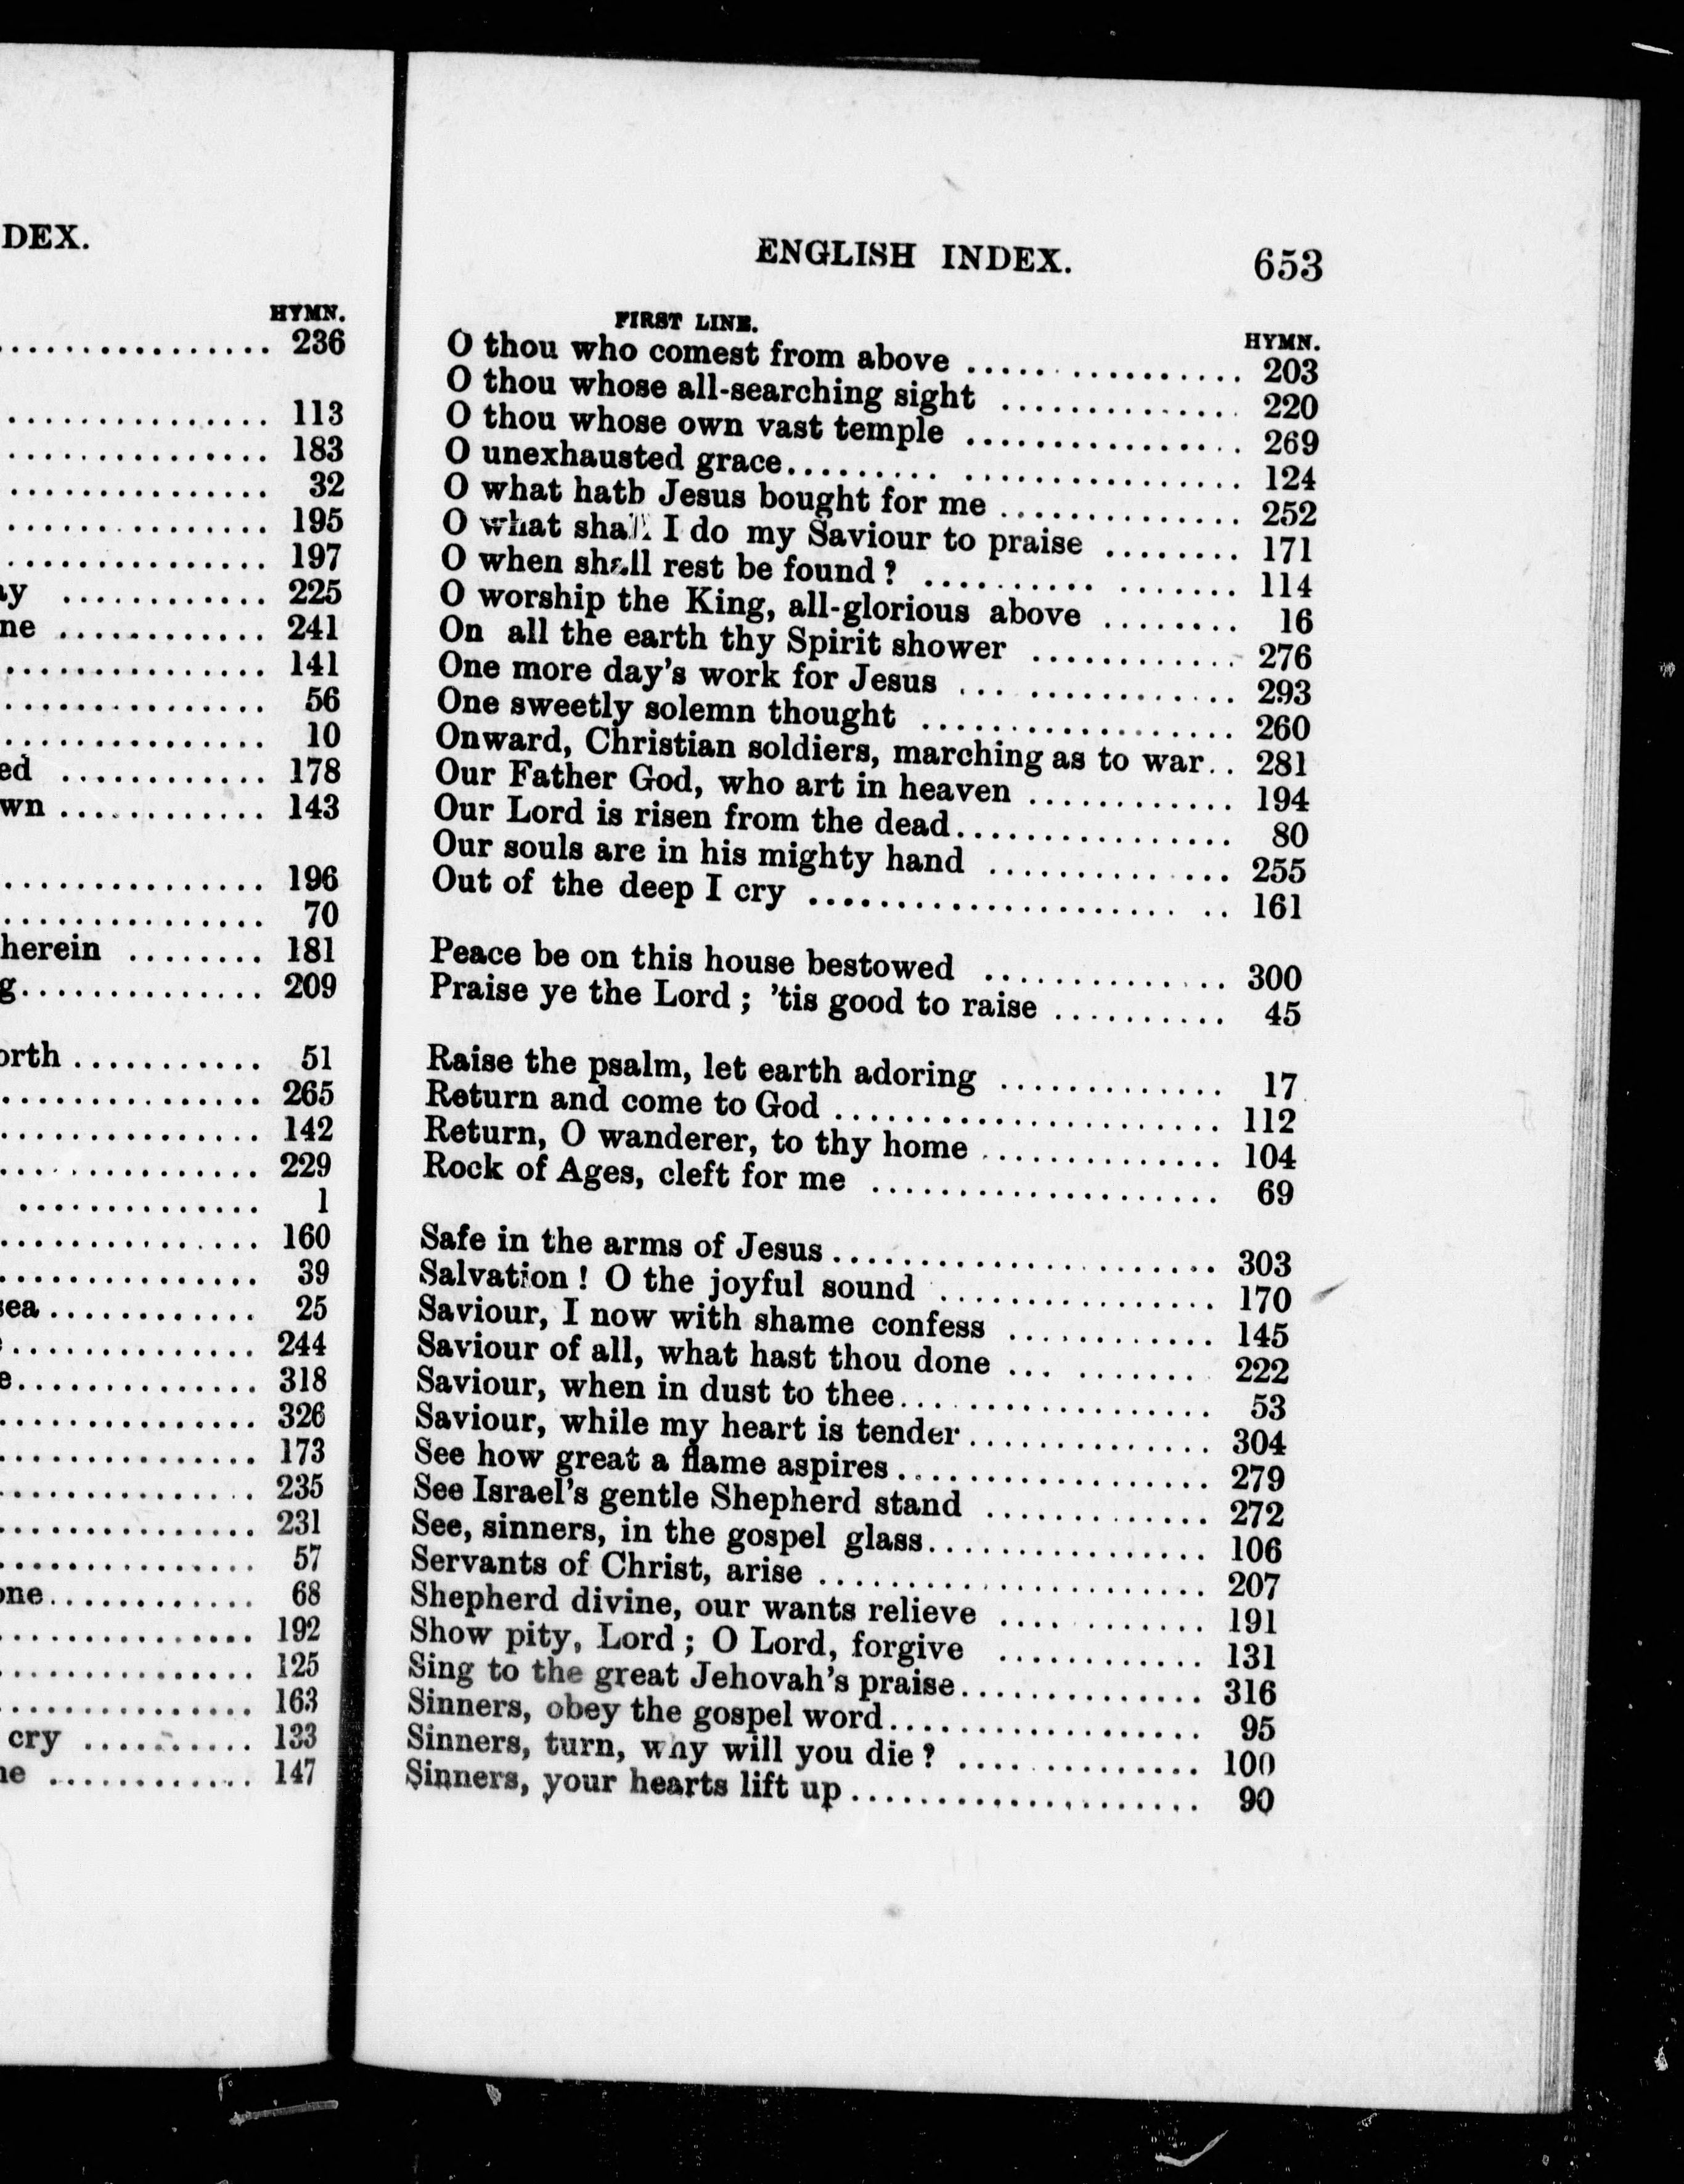 DEX.
HYMN.
................ 236
................ 113
................ 183
................ 32
................ 195
................ 197
............ 225
ne ............ 241
................ 141
................ 56
................ 10
ed ............ 178
wn ............ 143
................ 196
................ 70
herein ........ 181
g............... 209
orth ........... 51
................ 265
................ 142
................ 229
............... 1
................ 160
................ 39
sea ............ 25
............... 244
e............... 318
................ 326
................ 173
................ 235
................ 231
................ 57
one............. 68
................ 192
................ 125
................ 163
cry .......... 133
ne ............ 147
ENGLISH INDEX. 653
FIRST LINE. HYMN.
O thou who comest from above ................ 203
O thou whose all-searching sight .............. 220
O thou whose own vast temple ................ 269
O unexhausted grace......... ................ 124
O what hath Jesus bought for me .............. 252
O what shall I do my Saviour to praise ........ 171
O when shall rest be found? .......... ....... 114
O worship the King, all-glorious above ........ 16
On all the earth thy Spirit shower ............ 276
One more day's work for Jesus ... ............ 293
One sweetly solemn thought .................. 260
Onward, Christian soldiers, marching as to war.. 281
Our Father God, who art in heaven ............ 194
Our Lord is risen from the dead................ 80
Our souls are in his mighty hand .............. 255
Out of the deep I cry ..................... .. 161
Peace be on this house bestowed .............. 300
Praise ye the Lord; 'tis good to raise .......... 45
Raise the psalm, let earth adoring ............. 17
Return and come to God ...................... 112
Return, O wanderer, to thy home .............. 104
Rock of Ages, cleft for me .................... 69
Safe in the arms of Jesus ...................... 303
Salvation! O the joyful sound ................ 170
Saviour, I now with shame confess ............ 145
Saviour of all, what hast thou done ... ........ 222
Saviour, when in dust to thee.................. 53
Saviour, while my heart is tender .............. 304
See how great a flame aspires .................. 279
See Israel's gentle Shepherd stand ............. 272
See, sinners, in the gospel glass................ 106
Servants of Christ, arise ...................... 207
Shepherd divine, our wants relieve ............ 191
Show pity, Lord; O Lord, forgive ............ 131
Sing to the great Jehovah's praise.............. 316
Sinners, obey the gospel word.................. 95
Sinners, turn, why will you die? .............. 100
Sinners, your hearts lift up .................... 90